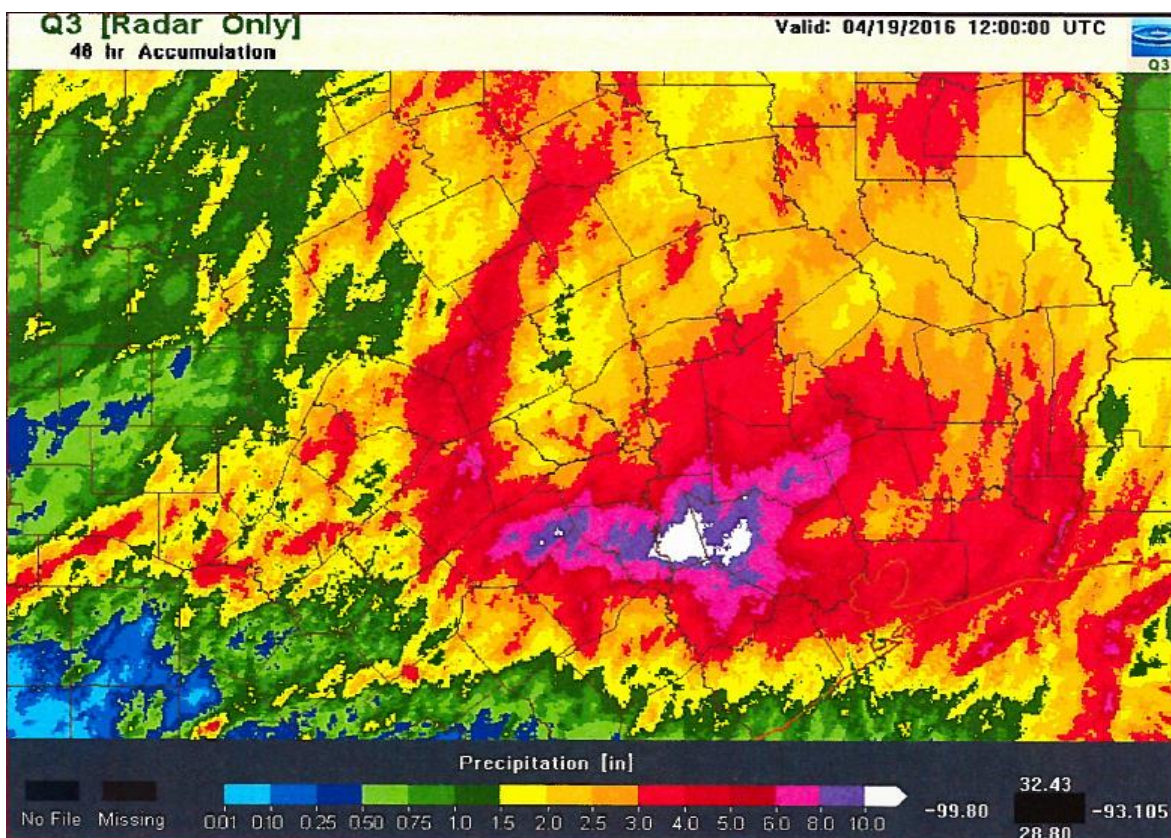 Q3 [Radar Only]
48 hr Accumulation
Valid: 04/19/2016 12:00:00 UTC
Q3
Precipitation [in]
No File
Missing
0.01 0.10 0.25 0.50 0.75 1.0 1.5 2.0 2.5 3.0 4.0 5.0 6.0 8.0 10.0
32.43
-99.80
-93.105
28.80